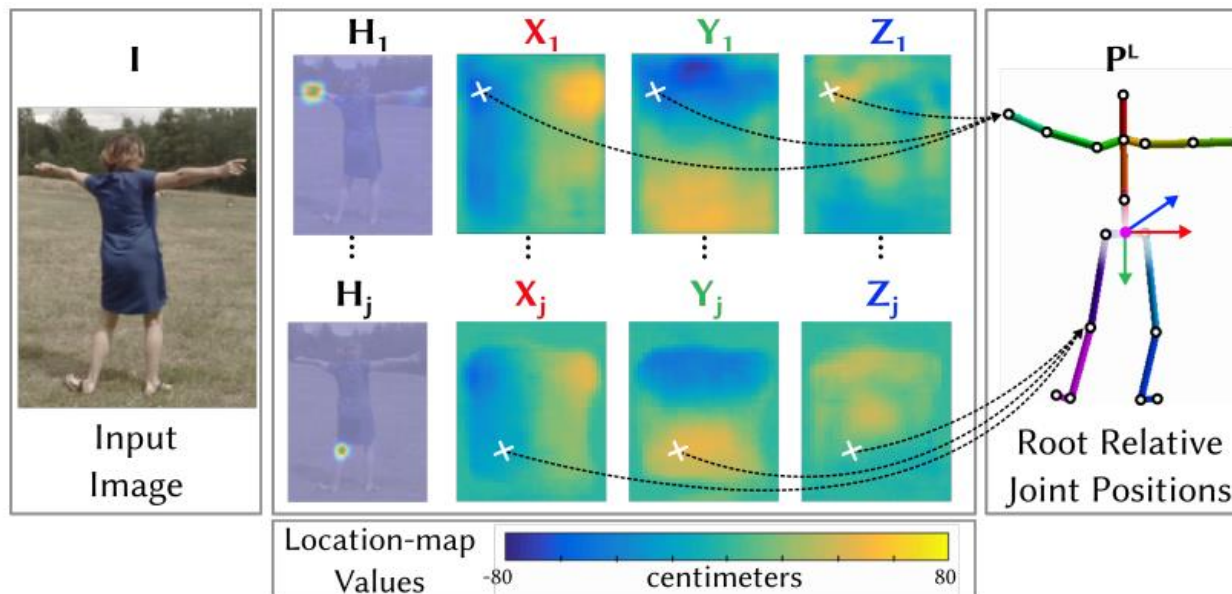 I
Input
Image
H₁ X₁ Y₁ Z₁
Hⱼ Xⱼ Yⱼ Zⱼ
Pᴸ
Root Relative
Joint Positions
Location-map
Values
-80 centimeters 80